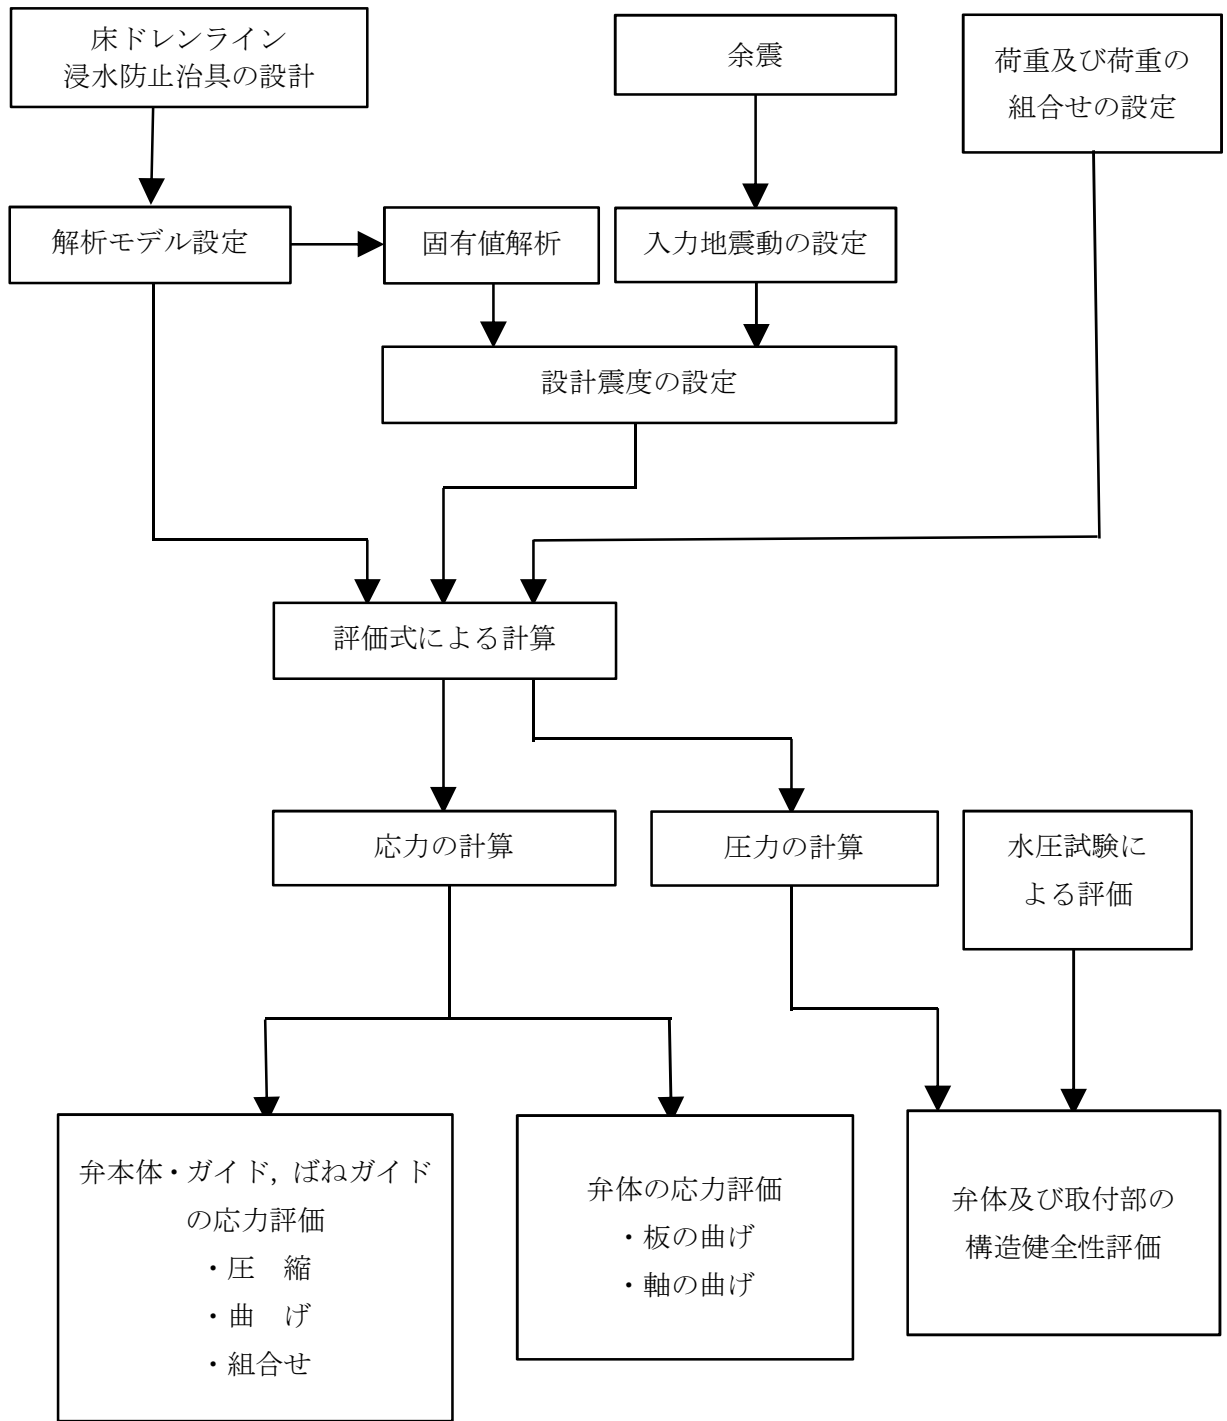 床ドレンライン
浸水防止治具の設計
余震
荷重及び荷重の
組合せの設定
解析モデル設定
固有値解析
入力地震動の設定
設計震度の設定
評価式による計算
応力の計算
圧力の計算
水圧試験に
よる評価
弁本体・ガイド, ばねガイド
の応力評価
・圧　縮
・曲　げ
・組合せ
弁体の応力評価
・板の曲げ
・軸の曲げ
弁体及び取付部の
構造健全性評価